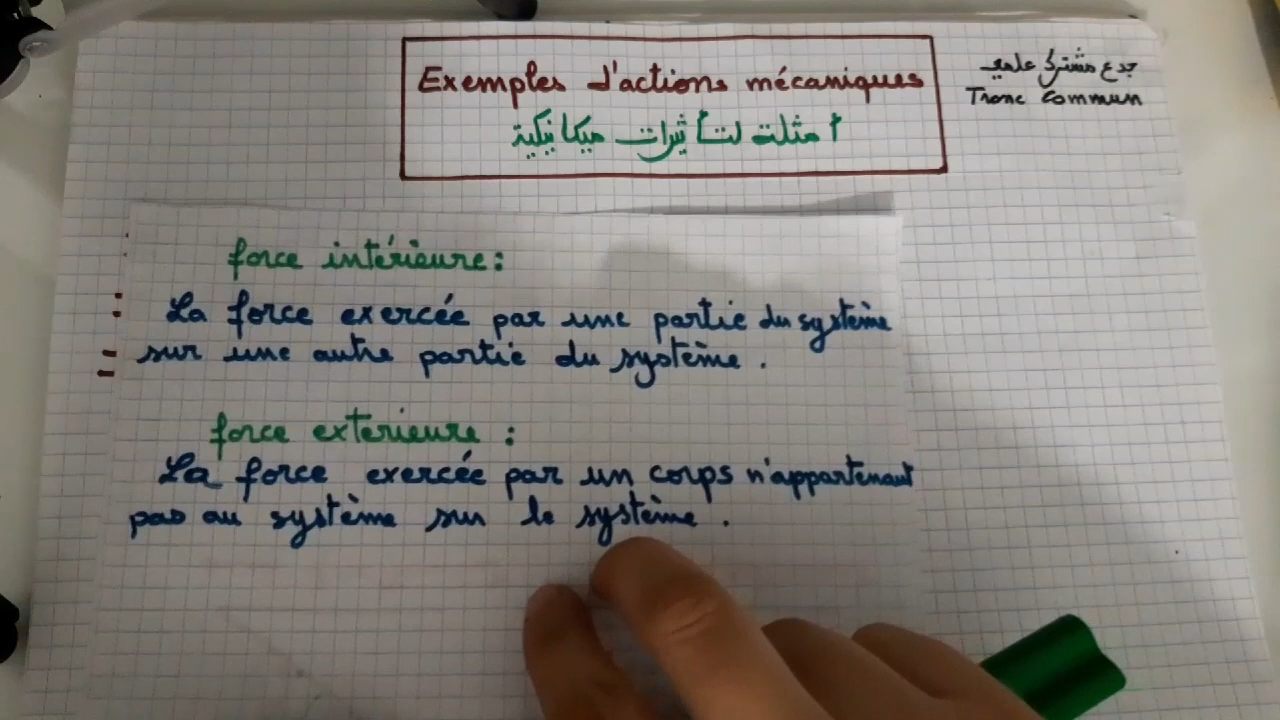 Exemples d'actions mécaniques
أمثلة لتأثيرات ميكانيكية
جدع مشترك علمي
Tronc commun
force intérieure :
La force exercée par une partie du système
sur une autre partie du système .
force exterieure :
La force exercée par un corps n'appartenant
pas au système sur le système .